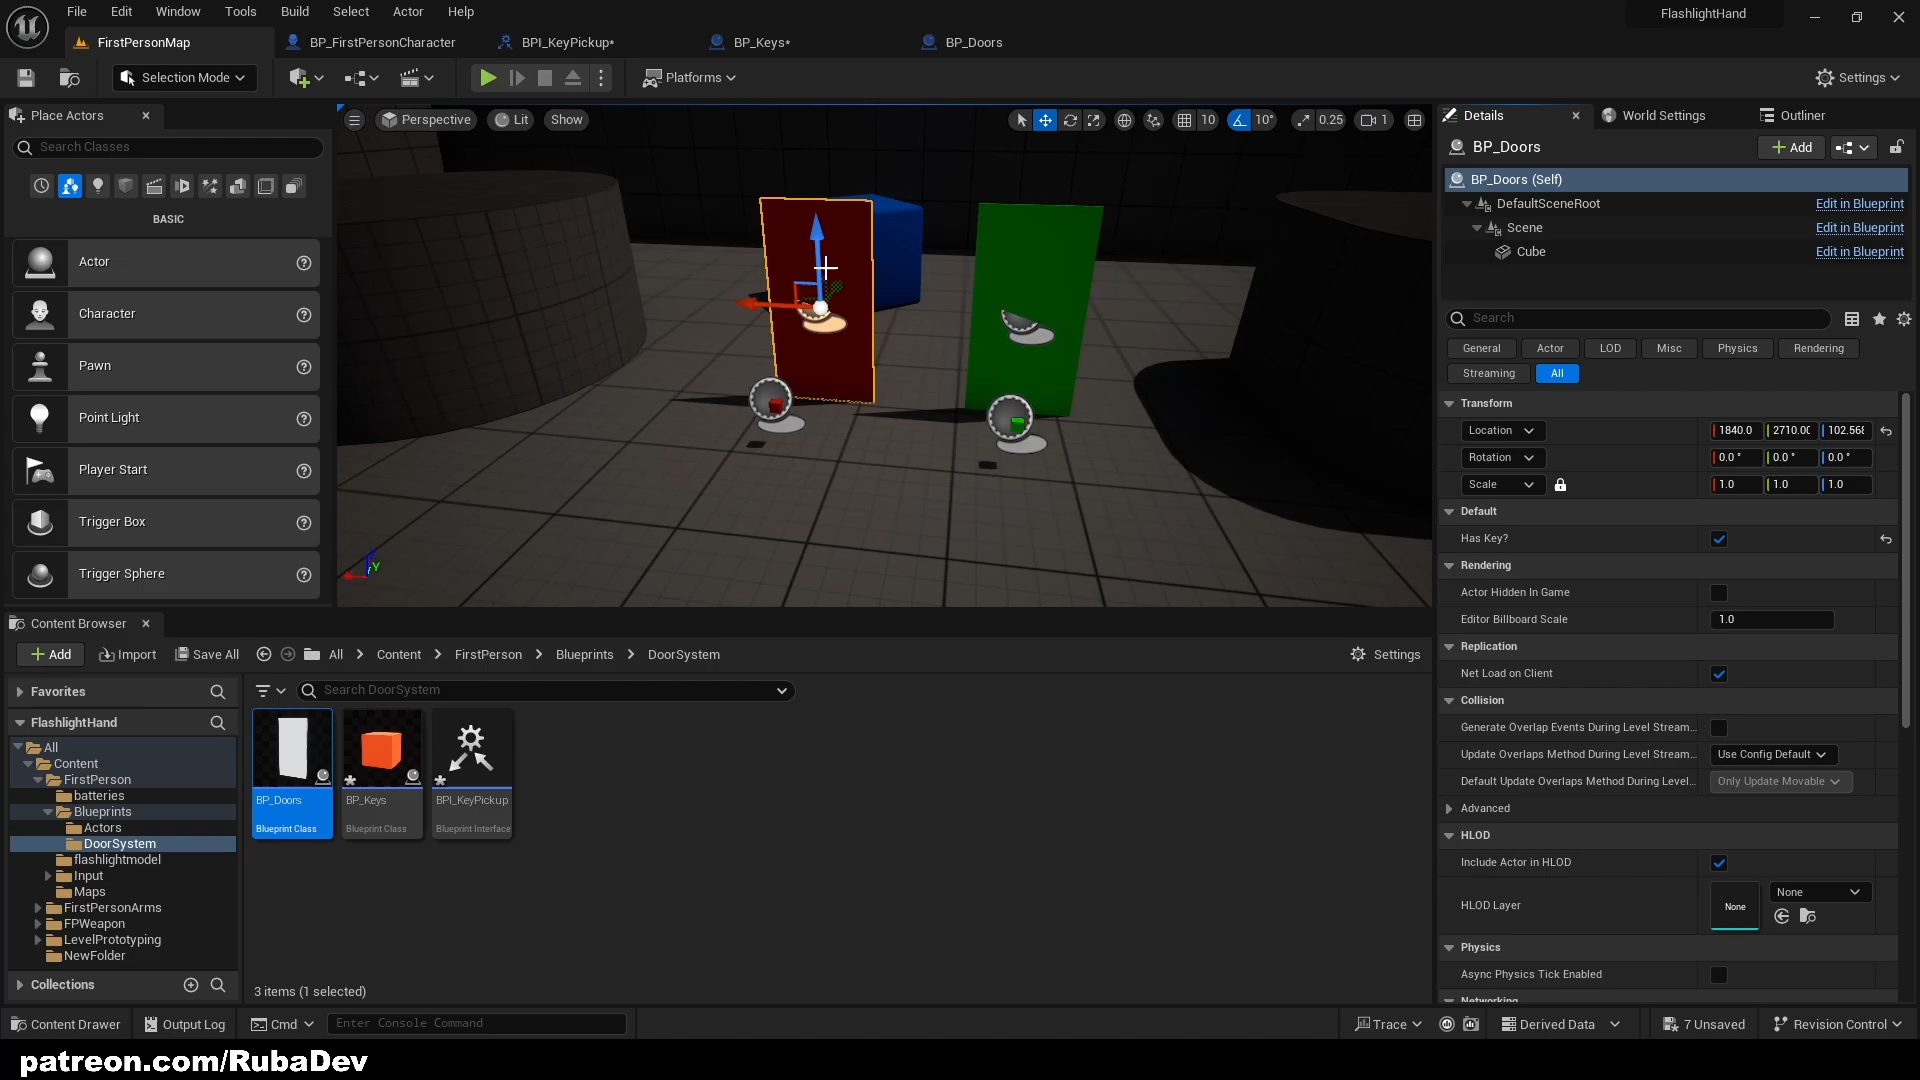 File Edit Window Tools Build Select Actor Help
FlashlightHand
FirstPersonMap
BP_FirstPersonCharacter
BPI_KeyPickup*
BP_Keys*
BP_Doors
Selection Mode
Platforms
Settings
Place Actors
Search Classes
BASIC
Actor
Character
Pawn
Point Light
Player Start
Trigger Box
Trigger Sphere
Perspective
Lit
Show
10
10°
0.25
1
Y
Details
World Settings
Outliner
BP_Doors
Add
BP_Doors (Self)
DefaultSceneRoot Edit in Blueprint
Scene Edit in Blueprint
Cube Edit in Blueprint
Search
General Actor LOD Misc Physics Rendering
Streaming All
Transform
Location 1840.0 2710.00 102.568
Rotation 0.0 ° 0.0 ° 0.0 °
Scale 1.0 1.0 1.0
Default
Has Key?
Rendering
Actor Hidden In Game
Editor Billboard Scale 1.0
Replication
Net Load on Client
Collision
Generate Overlap Events During Level Stream...
Update Overlaps Method During Level Stream... Use Config Default
Default Update Overlaps Method During Level... Only Update Movable
Advanced
HLOD
Include Actor in HLOD
HLOD Layer None None
Physics
Async Physics Tick Enabled
Networking
Content Browser
Add Import Save All All > Content > FirstPerson > Blueprints > DoorSystem Settings
Favorites
FlashlightHand
All
Content
FirstPerson
batteries
Blueprints
Actors
DoorSystem
flashlightmodel
Input
Maps
FirstPersonArms
FPWeapon
LevelPrototyping
NewFolder
Collections
Search DoorSystem
BP_Doors
Blueprint Class
BP_Keys
Blueprint Class
BPI_KeyPickup
Blueprint Interface
3 items (1 selected)
Content Drawer Output Log Cmd Enter Console Command Trace Derived Data 7 Unsaved Revision Control
patreon.com/RubaDev